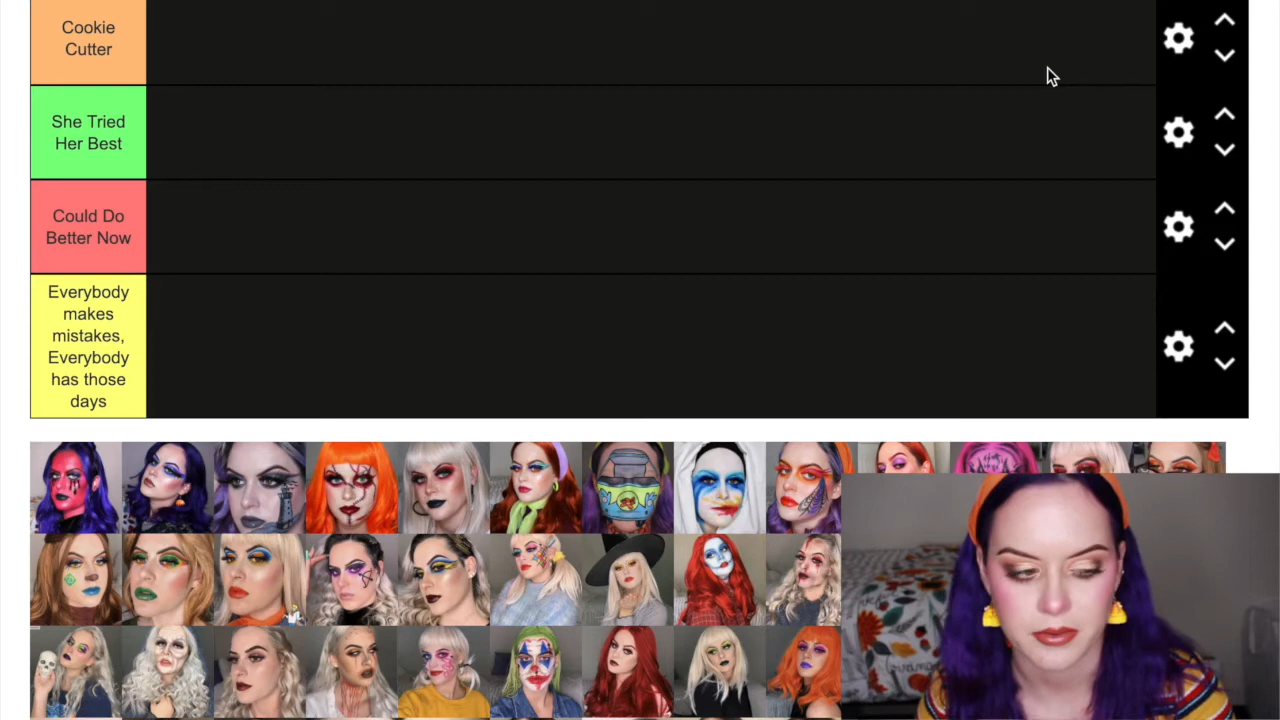 Cookie
Cutter
She Tried
Her Best
Could Do
Better Now
Everybody
makes
mistakes,
Everybody
has those
days